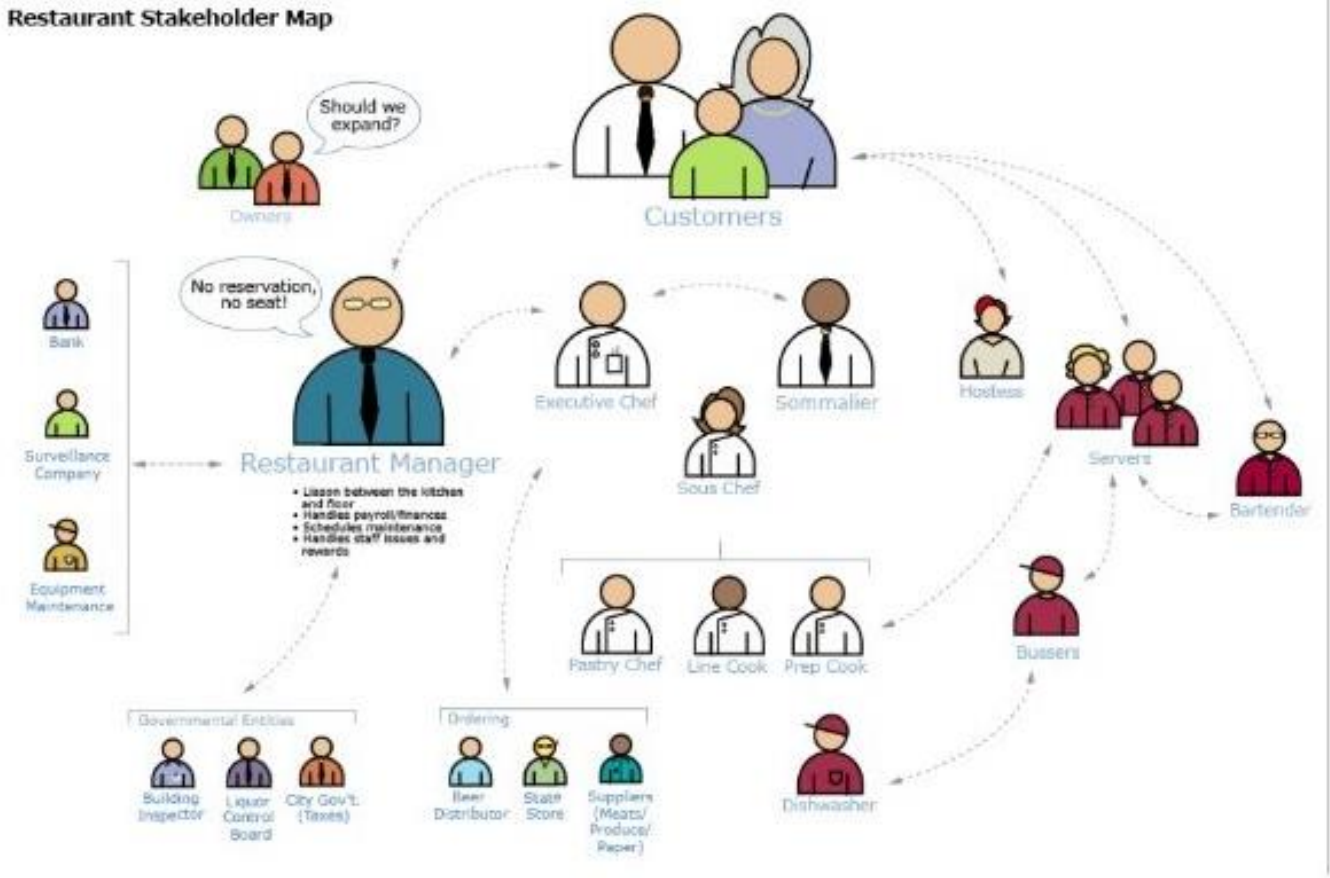 Restaurant Stakeholder Map
Should we
expand?
Owners
Customers
No reservation,
no seat!
Bank
Surveillance
Company
Equipment
Maintenance
Restaurant Manager
• Liason between the kitchen
and floor
• Handles payroll/finances
• Schedules maintenance
• Handles staff issues and
rewards
Executive Chef
Sommalier
Sous Chef
Hostess
Servers
Bartender
Pastry Chef
Line Cook
Prep Cook
Bussers
Dishwasher
Governmental Entities
Building
Inspector
Liquor
Control
Board
City Gov't.
(Taxes)
Ordering
Beer
Distributor
State
Store
Suppliers
(Meats/
Produce/
Paper)